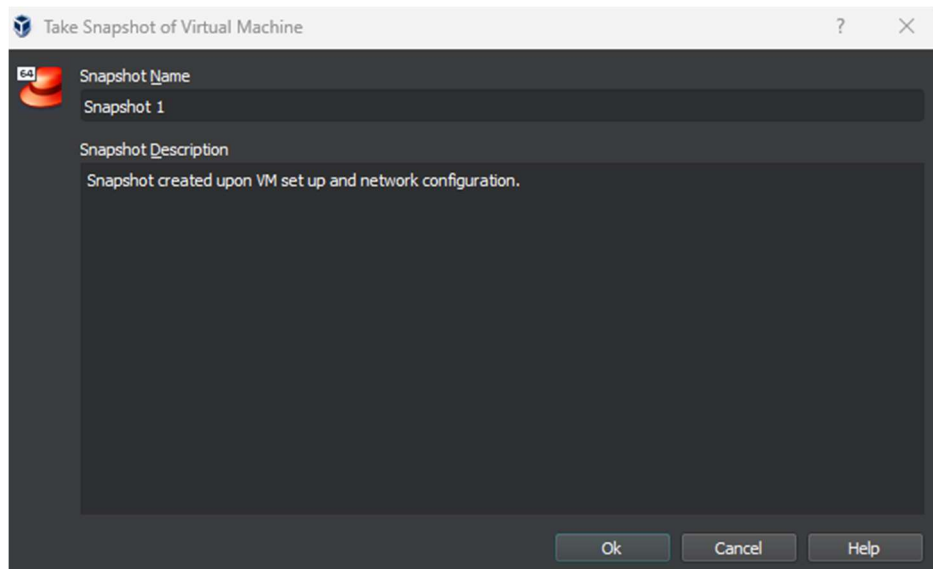 Take Snapshot of Virtual Machine
64
Snapshot Name
Snapshot 1
Snapshot Description
Snapshot created upon VM set up and network configuration.
Ok Cancel Help